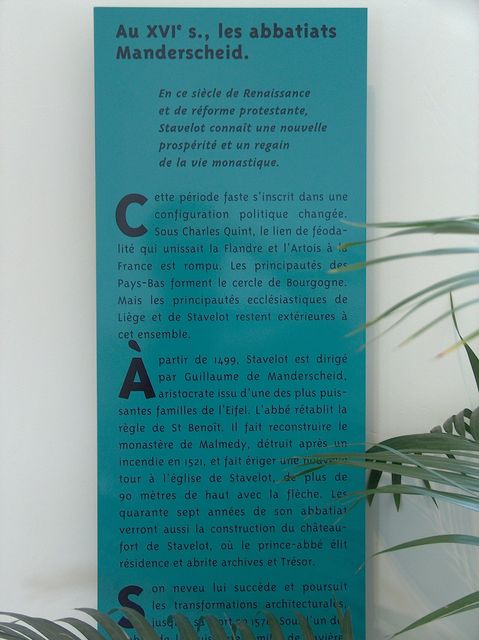 Au XVIe s., les abbatiats
Manderscheid.
En ce siècle de Renaissance
et de réforme protestante,
Stavelot connaît une nouvelle
prospérité et un regain
de la vie monastique.
Cette période faste s'inscrit dans une
configuration politique changée.
Sous Charles Quint, le lien de féoda-
lité qui unissait la Flandre et l'Artois à la
France est rompu. Les principautés des
Pays-Bas forment le cercle de Bourgogne.
Mais les principautés ecclésiastiques de
Liège et de Stavelot restent extérieures à
cet ensemble.
À partir de 1499, Stavelot est dirigé
par Guillaume de Manderscheid,
aristocrate issu d'une des plus puis-
santes familles de l'Eifel. L'abbé rétablit la
règle de St Benoît. Il fait reconstruire le
monastère de Malmedy, détruit après un
incendie en 1521, et fait ériger une nouvelle
tour à l'église de Stavelot, de plus de
90 mètres de haut avec la flèche. Les
quarante sept années de son abbatiat
verront aussi la construction du château-
fort de Stavelot, où le prince-abbé élit
résidence et abrite archives et Trésor.
Son neveu lui succède et poursuit
les transformations architecturales,
jusqu'à sa mort en 1576. Sous l'un de